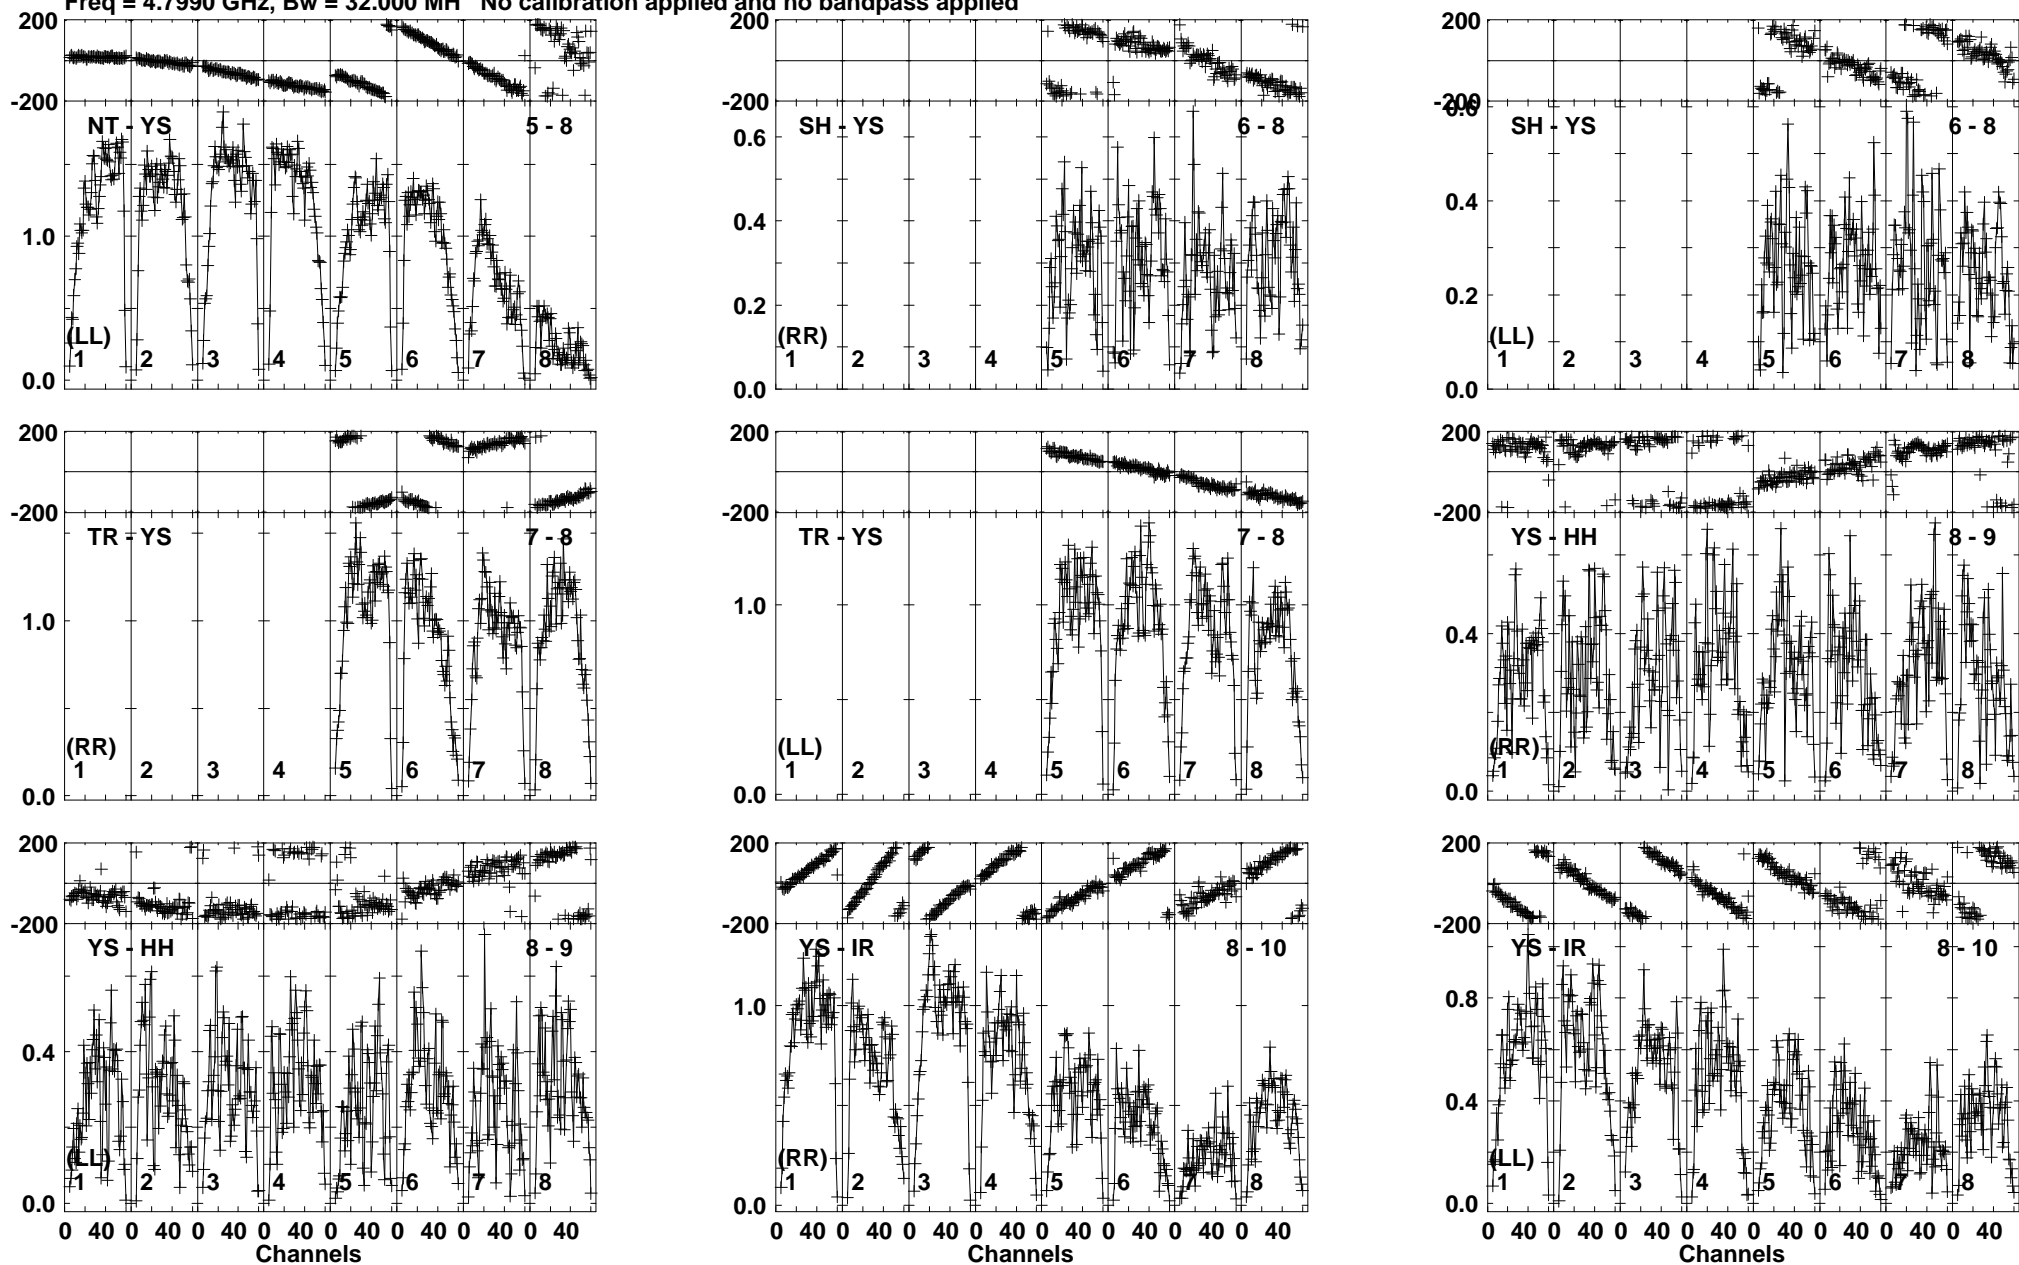 Freq = 4.7990 GHz, Bw = 32.000 MH No calibration applied and no bandpass applied
200 200 200
-200 -200 -200
NT - YS 5 - 8 SH - YS 6 - 8 SH - YS 6 - 8
0.6 0.6
1.0 0.4 0.4
0.2 0.2
(LL) (RR) (LL)
1 2 3 4 5 6 7 8 1 2 3 4 5 6 7 8 1 2 3 4 5 6 7 8
0.0 0.0 0.0
200 200 200
-200 -200 -200
TR - YS 7 - 8 TR - YS 7 - 8 YS - HH 8 - 9
1.0 1.0 0.4
(RR) (LL) (RR)
1 2 3 4 5 6 7 8 1 2 3 4 5 6 7 8 1 2 3 4 5 6 7 8
0.0 0.0 0.0
200 200 200
-200 -200 -200
YS - HH 8 - 9 YS - IR 8 - 10 YS - IR 8 - 10
0.4 1.0 0.8
0.4
(LL) (RR) (LL)
1 2 3 4 5 6 7 8 1 2 3 4 5 6 7 8 1 2 3 4 5 6 7 8
0.0 0.0 0.0
0 40 0 40 0 40 0 40 0 40 0 40 0 40 0 40 0 40 0 40 0 40 0 40 0 40 0 40 0 40 0 40 0 40 0 40 0 40 0 40 0 40 0 40 0 40 0 40
Channels Channels Channels